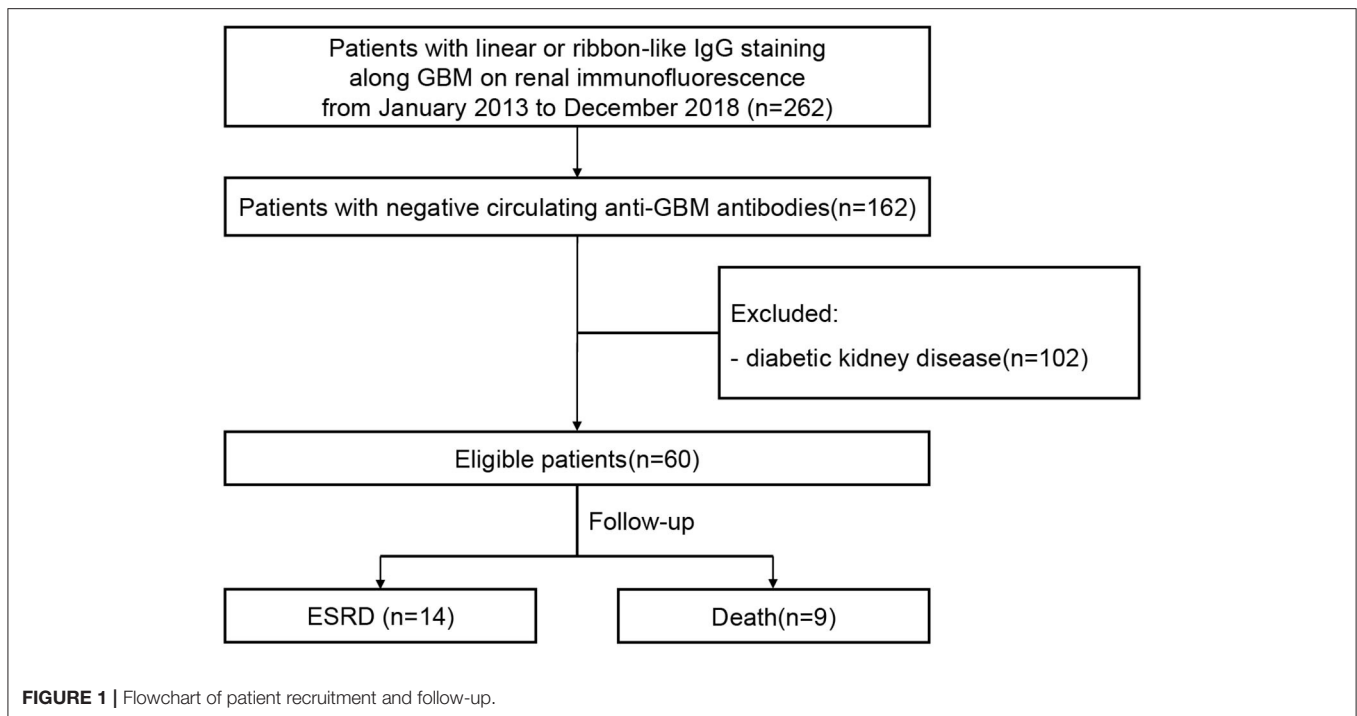 Patients with linear or ribbon-like IgG staining
along GBM on renal immunofluorescence
from January 2013 to December 2018 (n=262)
Patients with negative circulating anti-GBM antibodies(n=162)
Excluded:
- diabetic kidney disease(n=102)
Eligible patients(n=60)
Follow-up
ESRD (n=14)
Death(n=9)
FIGURE 1 | Flowchart of patient recruitment and follow-up.